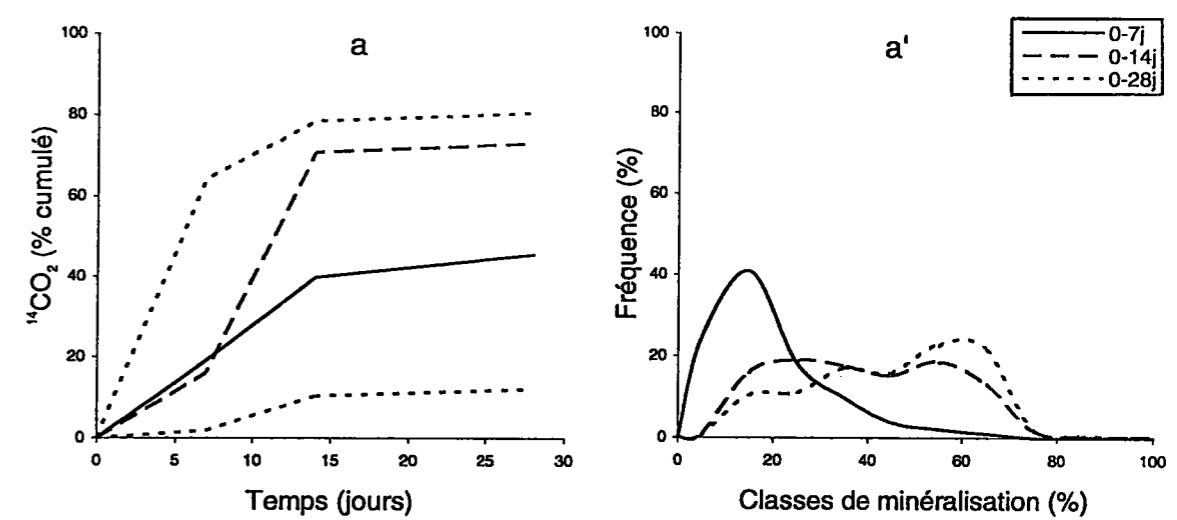 a
100
80
60
40
20
0
0 5 10 15 20 25 30
14CO2 (% cumulé)
Temps (jours)
a'
0-7j
0-14j
0-28j
100
80
60
40
20
0
0 20 40 60 80 100
Fréquence (%)
Classes de minéralisation (%)